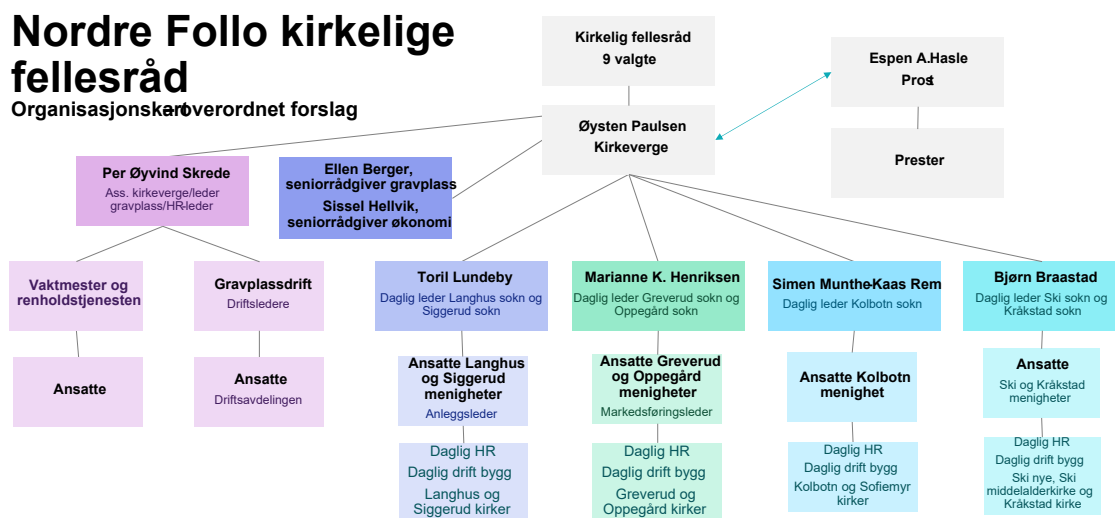 Nordre Follo kirkelige
fellesråd
Organisasjonskart – overordnet forslag
Kirkelig fellesråd
9 valgte
Espen A.Hasle
Prost
Øysten Paulsen
Kirkeverge
Prester
Per Øyvind Skrede
Ass. kirkeverge/leder
gravplass/HR-leder
Ellen Berger,
seniorrådgiver gravplass
Sissel Hellvik,
seniorrådgiver økonomi
Vaktmester og
renholdstjenesten
Gravplassdrift
Driftsledere
Toril Lundeby
Daglig leder Langhus sokn og
Siggerud sokn
Marianne K. Henriksen
Daglig leder Greverud sokn og
Oppegård sokn
Simen Munthe-Kaas Rem
Daglig leder Kolbotn sokn
Bjørn Braastad
Daglig leder Ski sokn og
Kråkstad sokn
Ansatte
Ansatte
Driftsavdelingen
Ansatte Langhus
og Siggerud
menigheter
Anleggsleder
Ansatte Greverud
og Oppegård
menigheter
Markedsføringsleder
Ansatte Kolbotn
menighet
Ansatte
Ski og Kråkstad
menigheter
Daglig HR
Daglig drift bygg
Langhus og
Siggerud kirker
Daglig HR
Daglig drift bygg
Greverud og
Oppegård kirker
Daglig HR
Daglig drift bygg
Kolbotn og Sofiemyr
kirker
Daglig HR
Daglig drift bygg
Ski nye, Ski
middelalderkirke og
Kråkstad kirke